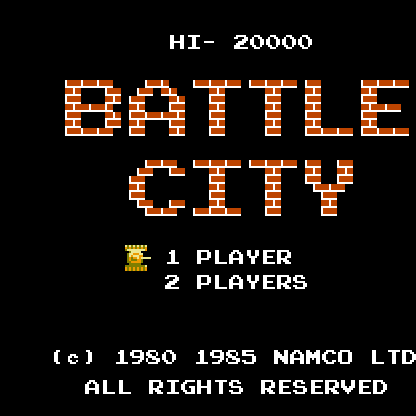 HI- 20000
BATTLE
CITY
1 PLAYER
2 PLAYERS
(c) 1980 1985 NAMCO LTD
ALL RIGHTS RESERVED